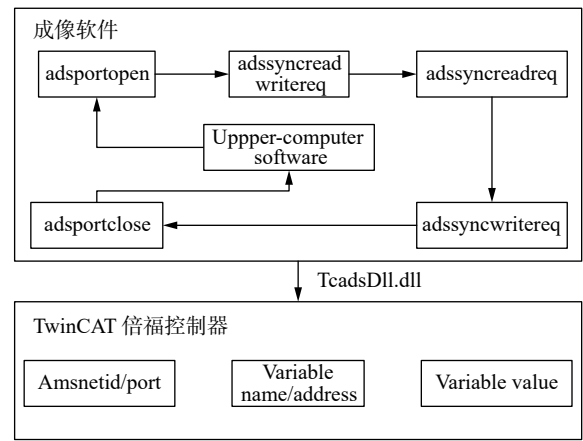 成像软件
adsportopen
adssyncread
writereq
adssyncreadreq
Uppper-computer
software
adsportclose
adssyncwritereq
TcadsDll.dll
TwinCAT 倍福控制器
Amsnetid/port
Variable
name/address
Variable value